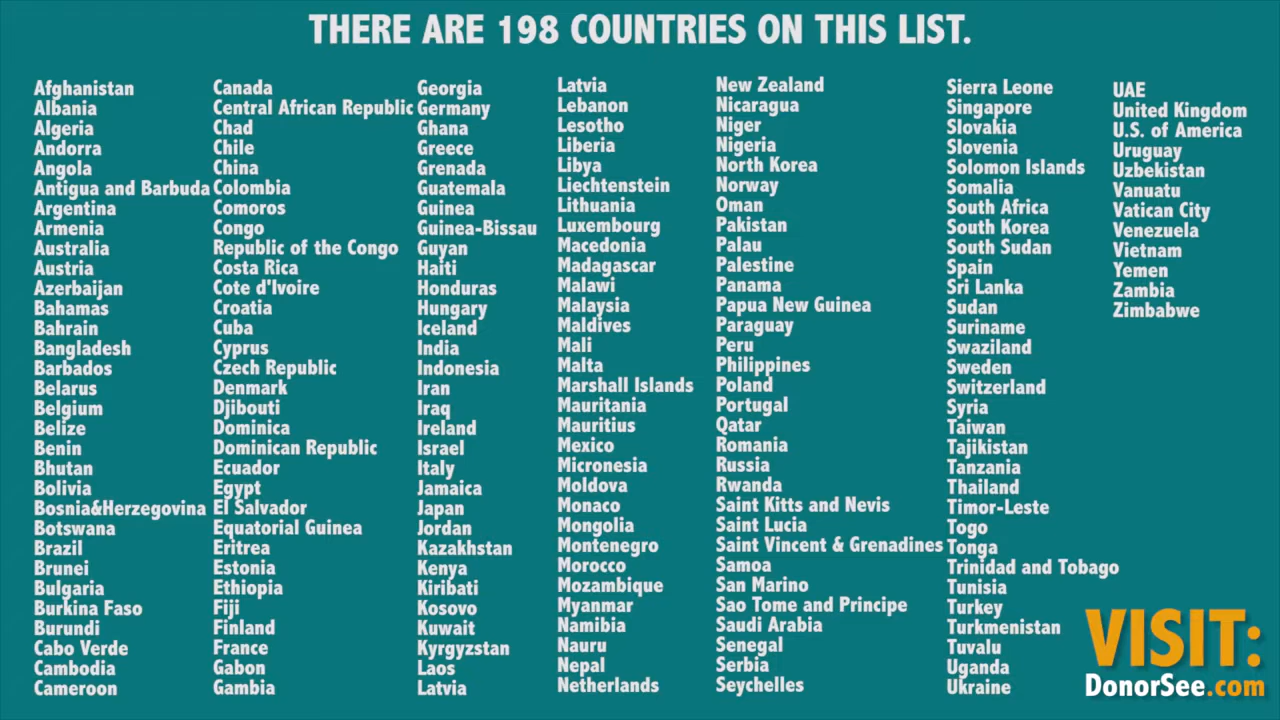 THERE ARE 198 COUNTRIES ON THIS LIST.
Afghanistan
Albania
Algeria
Andorra
Angola
Antigua and Barbuda
Argentina
Armenia
Australia
Austria
Azerbaijan
Bahamas
Bahrain
Bangladesh
Barbados
Belarus
Belgium
Belize
Benin
Bhutan
Bolivia
Bosnia&Herzegovina
Botswana
Brazil
Brunei
Bulgaria
Burkina Faso
Burundi
Cabo Verde
Cambodia
Cameroon
Canada
Central African Republic
Chad
Chile
China
Colombia
Comoros
Congo
Republic of the Congo
Costa Rica
Cote d'Ivoire
Croatia
Cuba
Cyprus
Czech Republic
Denmark
Djibouti
Dominica
Dominican Republic
Ecuador
Egypt
El Salvador
Equatorial Guinea
Eritrea
Estonia
Ethiopia
Fiji
Finland
France
Gabon
Gambia
Georgia
Germany
Ghana
Greece
Grenada
Guatemala
Guinea
Guinea-Bissau
Guyan
Haiti
Honduras
Hungary
Iceland
India
Indonesia
Iran
Iraq
Ireland
Israel
Italy
Jamaica
Japan
Jordan
Kazakhstan
Kenya
Kiribati
Kosovo
Kuwait
Kyrgyzstan
Laos
Latvia
Latvia
Lebanon
Lesotho
Liberia
Libya
Liechtenstein
Lithuania
Luxembourg
Macedonia
Madagascar
Malawi
Malaysia
Maldives
Mali
Malta
Marshall Islands
Mauritania
Mauritius
Mexico
Micronesia
Moldova
Monaco
Mongolia
Montenegro
Morocco
Mozambique
Myanmar
Namibia
Nauru
Nepal
Netherlands
New Zealand
Nicaragua
Niger
Nigeria
North Korea
Norway
Oman
Pakistan
Palau
Palestine
Panama
Papua New Guinea
Paraguay
Peru
Philippines
Poland
Portugal
Qatar
Romania
Russia
Rwanda
Saint Kitts and Nevis
Saint Lucia
Saint Vincent & Grenadines
Samoa
San Marino
Sao Tome and Principe
Saudi Arabia
Senegal
Serbia
Seychelles
Sierra Leone
Singapore
Slovakia
Slovenia
Solomon Islands
Somalia
South Africa
South Korea
South Sudan
Spain
Sri Lanka
Sudan
Suriname
Swaziland
Sweden
Switzerland
Syria
Taiwan
Tajikistan
Tanzania
Thailand
Timor-Leste
Togo
Tonga
Trinidad and Tobago
Tunisia
Turkey
Turkmenistan
Tuvalu
Uganda
Ukraine
UAE
United Kingdom
U.S. of America
Uruguay
Uzbekistan
Vanuatu
Vatican City
Venezuela
Vietnam
Yemen
Zambia
Zimbabwe
VISIT:
DonorSee.com